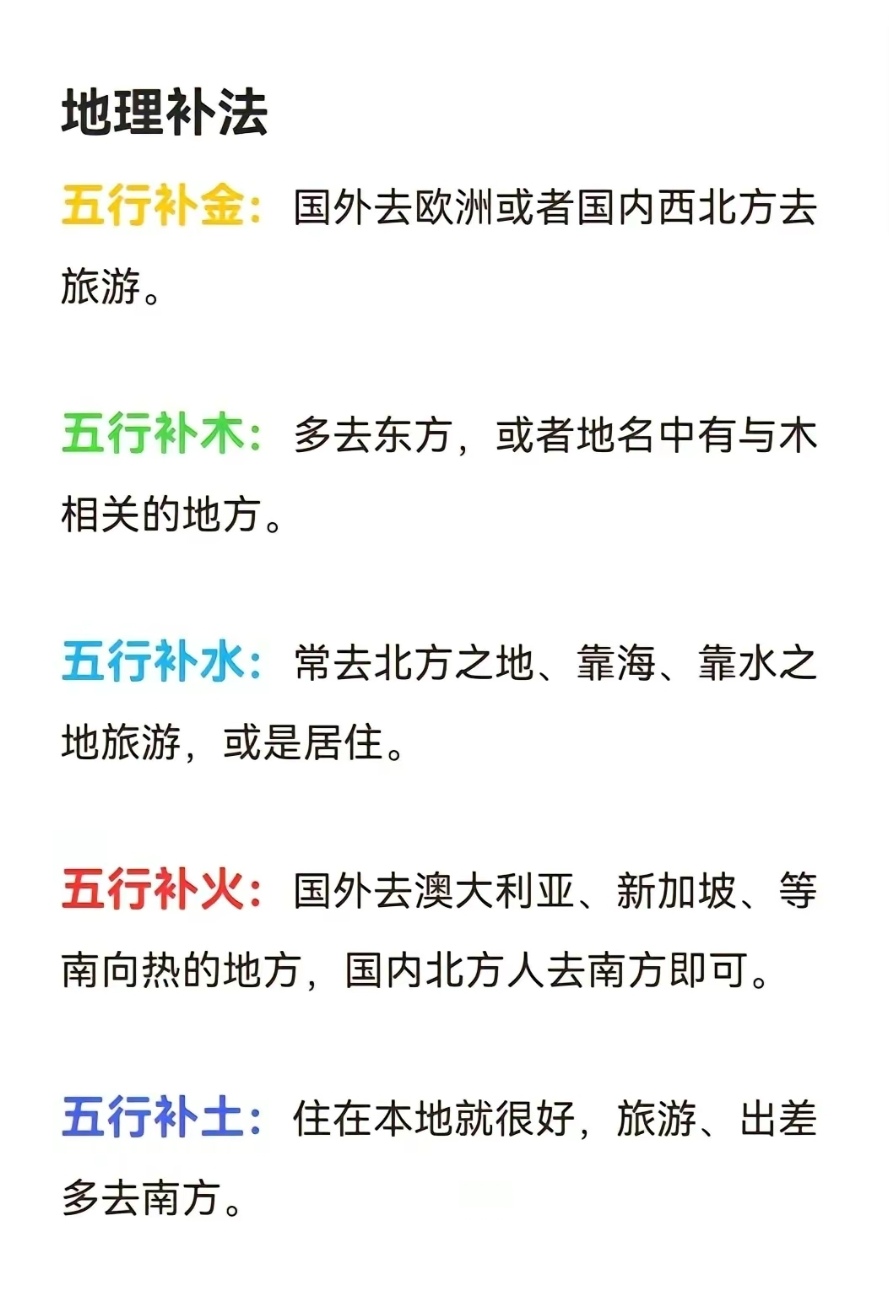 地理补法
五行补金：国外去欧洲或者国内西北方去
旅游。
五行补木：多去东方，或者地名中有与木
相关的地方。
五行补水：常去北方之地、靠海、靠水之
地旅游，或是居住。
五行补火：国外去澳大利亚、新加坡、等
南向热的地方，国内北方人去南方即可。
五行补土：住在本地就很好，旅游、出差
多去南方。